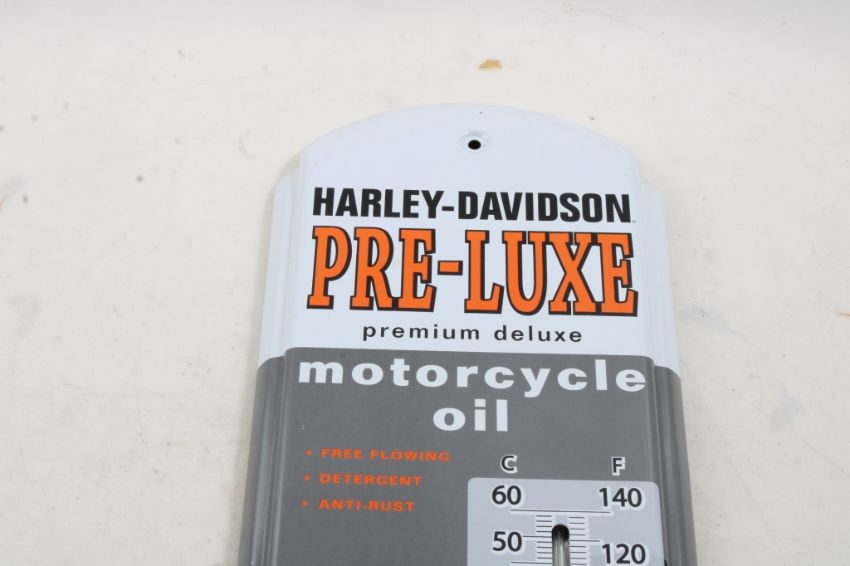 HARLEY-DAVIDSON
PRE-LUXE
premium deluxe
motorcycle
oil
• FREE FLOWING
• DETERGENT
• ANTI-RUST
C F
60 140
50 120